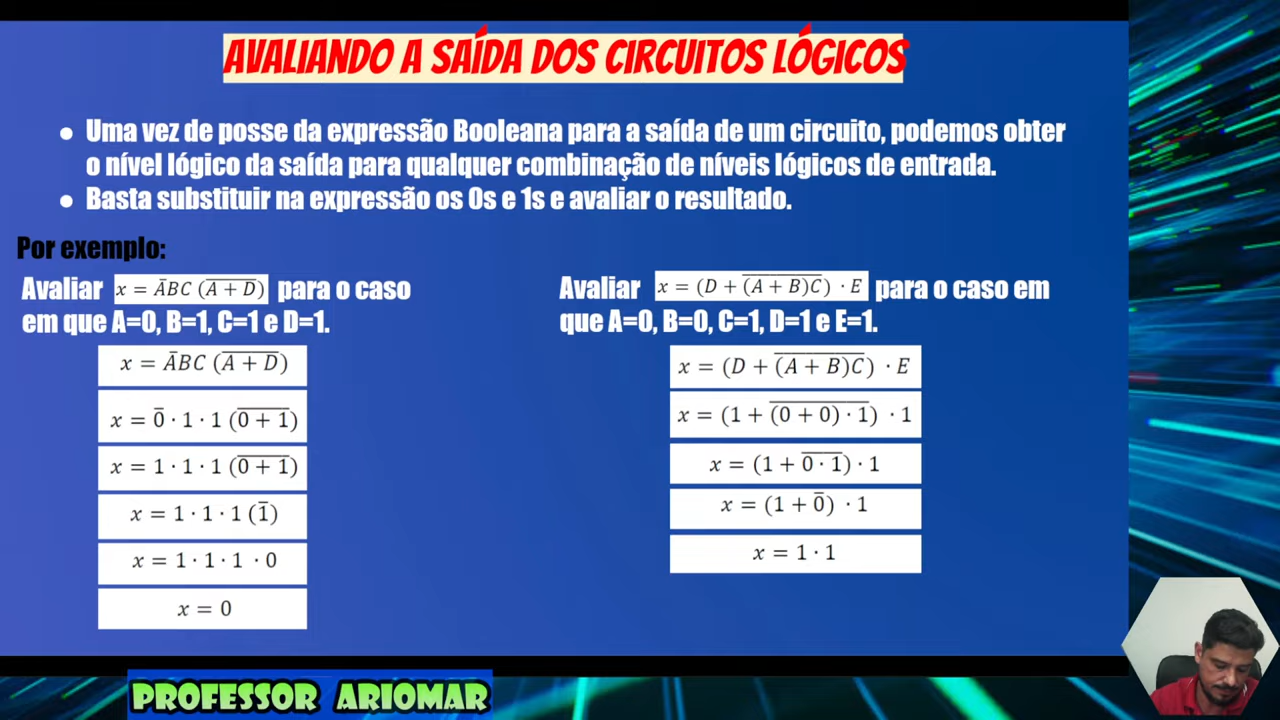 AVALIANDO A SAÍDA DOS CIRCUITOS LÓGICOS
● Uma vez de posse da expressão Booleana para a saída de um circuito, podemos obter
o nível lógico da saída para qualquer combinação de níveis lógicos de entrada.
● Basta substituir na expressão os 0s e 1s e avaliar o resultado.
Por exemplo:
Avaliar x = A̅BC (A̅ ̅+̅ ̅D̅) para o caso
em que A=0, B=1, C=1 e D=1.
x = A̅BC (A̅ ̅+̅ ̅D̅)
x = 0̅ · 1 · 1 (0̅ ̅+̅ ̅1̅)
x = 1 · 1 · 1 (0̅ ̅+̅ ̅1̅)
x = 1 · 1 · 1 (1̅)
x = 1 · 1 · 1 · 0
x = 0
Avaliar x = (D + (̅A̅ ̅+̅ ̅B̅)̅C̅) · E para o caso em
que A=0, B=0, C=1, D=1 e E=1.
x = (D + (̅A̅ ̅+̅ ̅B̅)̅C̅) · E
x = (1 + (̅0̅ ̅+̅ ̅0̅)̅ ̅·̅ ̅1̅) · 1
x = (1 + 0̅ ̅·̅ ̅1̅) · 1
x = (1 + 0̅) · 1
x = 1 · 1
PROFESSOR ARIOMAR